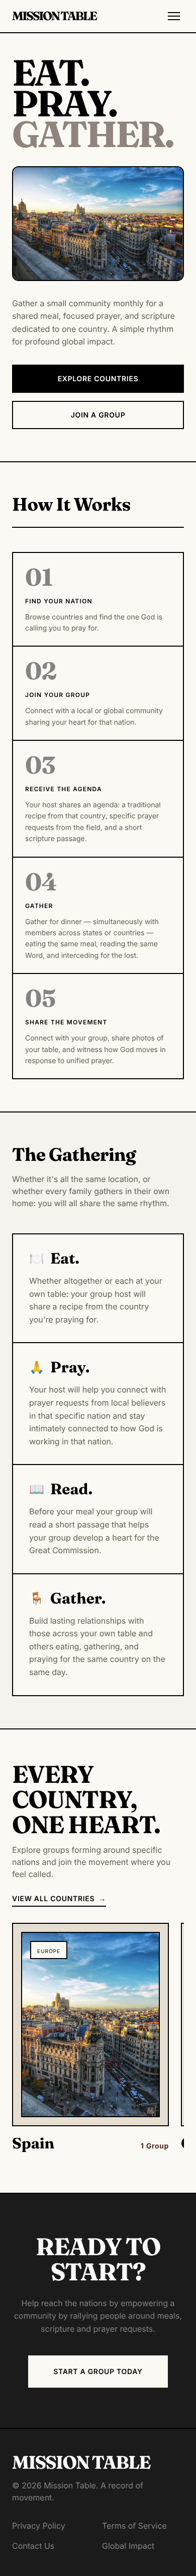 MISSION TABLE
EAT.
PRAY.
GATHER.
Gather a small community monthly for a
shared meal, focused prayer, and scripture
dedicated to one country. A simple rhythm
for profound global impact.
EXPLORE COUNTRIES
JOIN A GROUP
How It Works
01
FIND YOUR NATION
Browse countries and find the one God is
calling you to pray for.
02
JOIN YOUR GROUP
Connect with a local or global community
sharing your heart for that nation.
03
RECEIVE THE AGENDA
Your host shares an agenda: a traditional
recipe from that country, specific prayer
requests from the field, and a short
scripture passage.
04
GATHER
Gather for dinner — simultaneously with
members across states or countries —
eating the same meal, reading the same
Word, and interceding for the lost.
05
SHARE THE MOVEMENT
Connect with your group, share photos of
your table, and witness how God moves in
response to unified prayer.
The Gathering
Whether it's all the same location, or
whether every family gathers in their own
home: you will all share the same rhythm.
Eat.
Whether altogether or each at your
own table: your group host will
share a recipe from the country
you're praying for.
Pray.
Your host will help you connect with
prayer requests from local believers
in that specific nation and stay
intimately connected to how God is
working in that nation.
Read.
Before your meal your group will
read a short passage that helps
your group develop a heart for the
Great Commission.
Gather.
Build lasting relationships with
those across your own table and
others eating, gathering, and
praying for the same country on the
same day.
EVERY
COUNTRY,
ONE HEART.
Explore groups forming around specific
nations and join the movement where you
feel called.
VIEW ALL COUNTRIES →
EUROPE
Spain
1 Group
READY TO
START?
Help reach the nations by empowering a
community by rallying people around meals,
scripture and prayer requests.
START A GROUP TODAY
MISSION TABLE
© 2026 Mission Table. A record of
movement.
Privacy Policy
Terms of Service
Contact Us
Global Impact